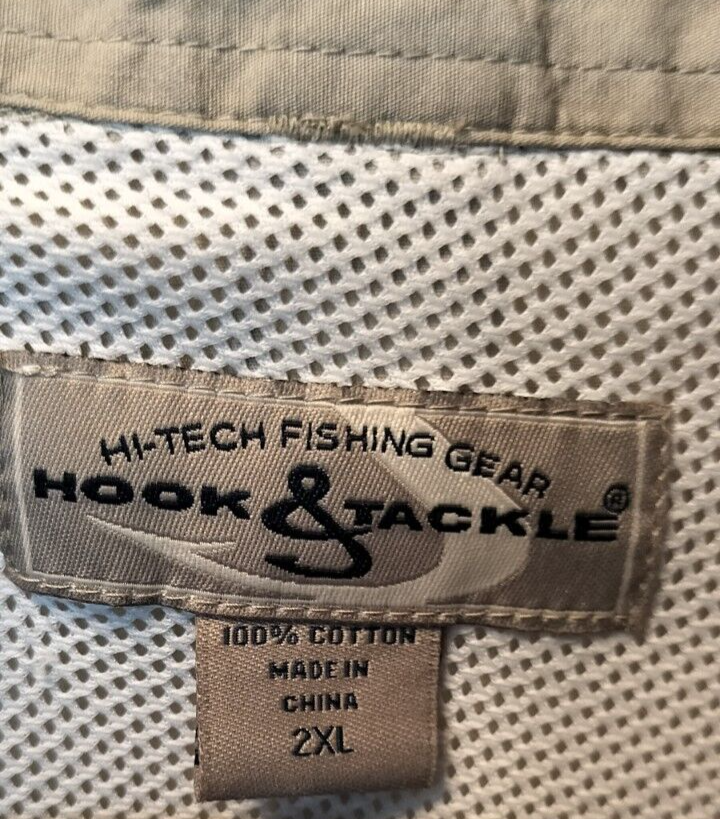 HI-TECH FISHING GEAR
HOOK & TACKLE®
100% COTTON
MADE IN
CHINA
2XL